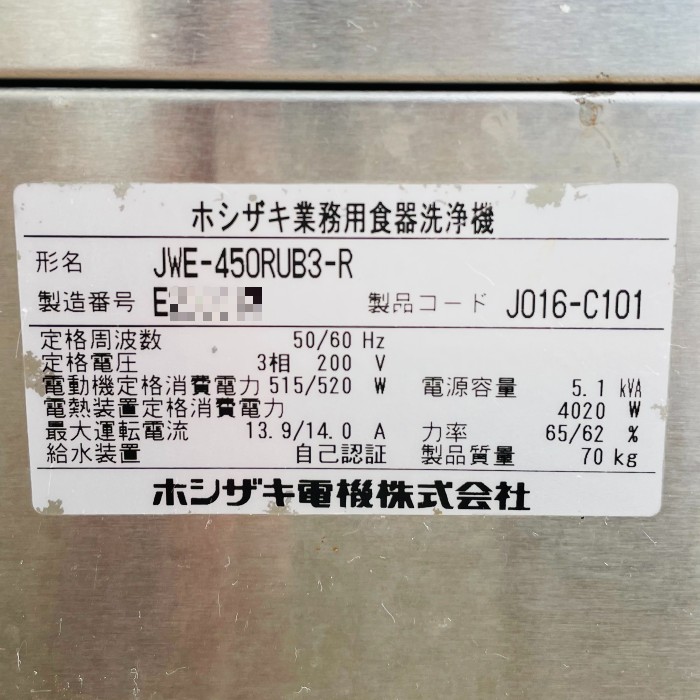 ホシザキ業務用食器洗浄機
形名 JWE-450RUB3-R
製造番号 E 製品コード J016-C101
定格周波数 50/60 Hz
定格電圧 3相 200 V
電動機定格消費電力 515/520 W 電源容量 5.1 kVA
電熱装置定格消費電力 4020 W
最大運転電流 13.9/14.0 A 力率 65/62 %
給水装置 自己認証 製品質量 70 kg
ホシザキ電機株式会社